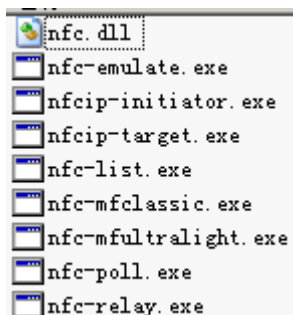 nfc.dll
nfc-emulate.exe
nfcip-initiator.exe
nfcip-target.exe
nfc-list.exe
nfc-mfclassic.exe
nfc-mfultralight.exe
nfc-poll.exe
nfc-relay.exe